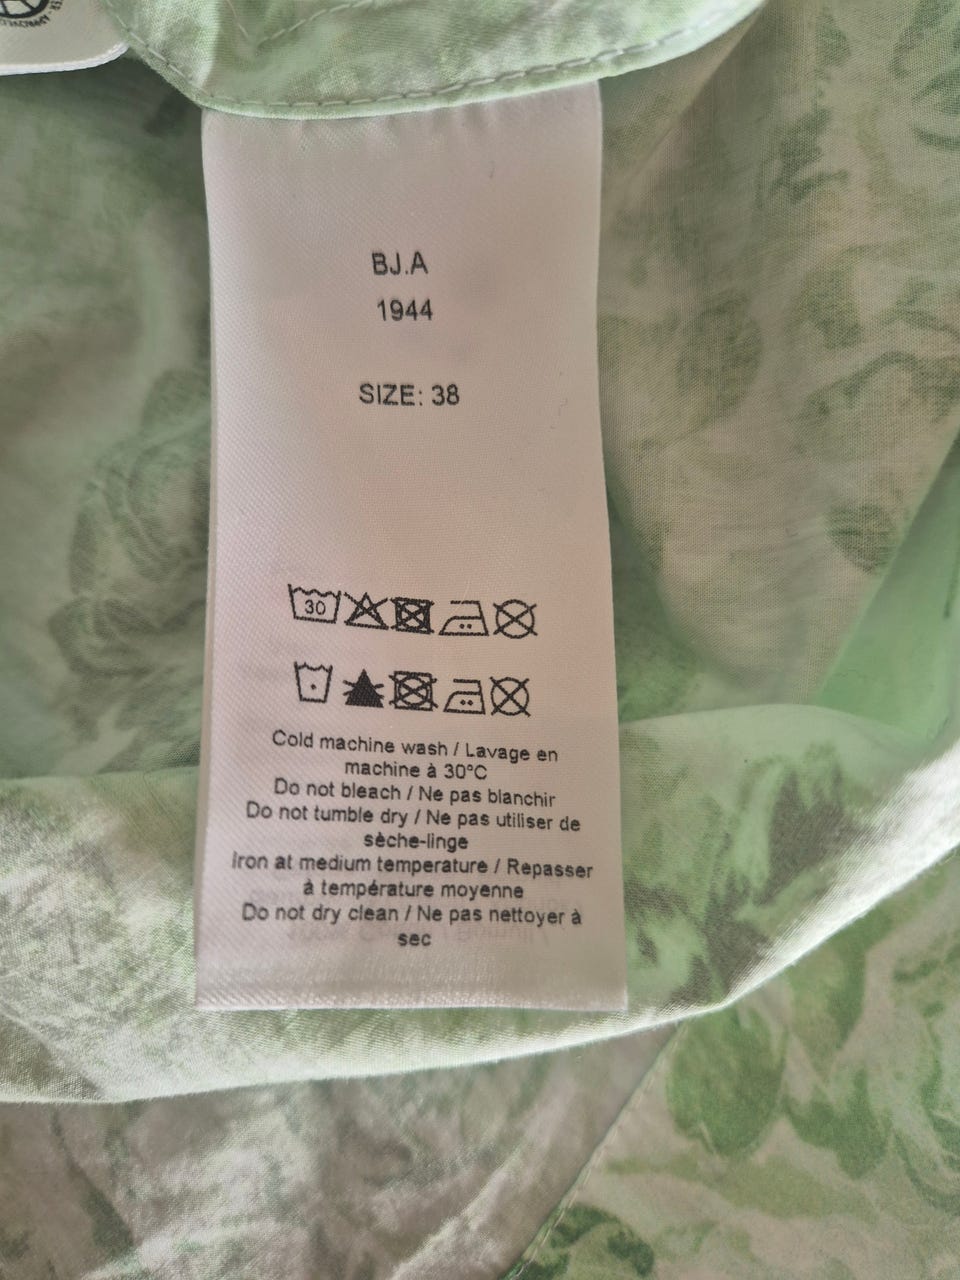 BJ.A
1944
SIZE: 38
30
Cold machine wash / Lavage en
machine à 30°C
Do not bleach / Ne pas blanchir
Do not tumble dry / Ne pas utiliser de
sèche-linge
Iron at medium temperature / Repasser
à température moyenne
Do not dry clean / Ne pas nettoyer à
sec